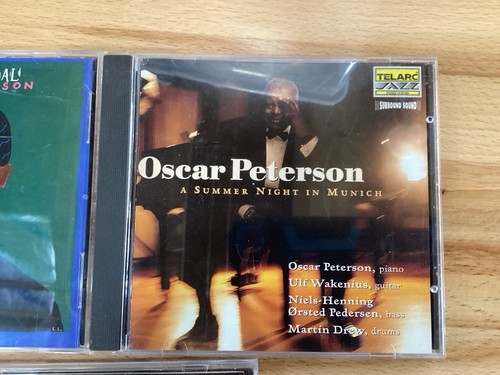 TELARC
JAZZ
SURROUND SOUND
Oscar Peterson
A Summer Night in Munich
Oscar Peterson, piano
Ulf Wakenius, guitar
Niels-Henning
Ørsted Pedersen, bass
Martin Drew, drums
L.L.